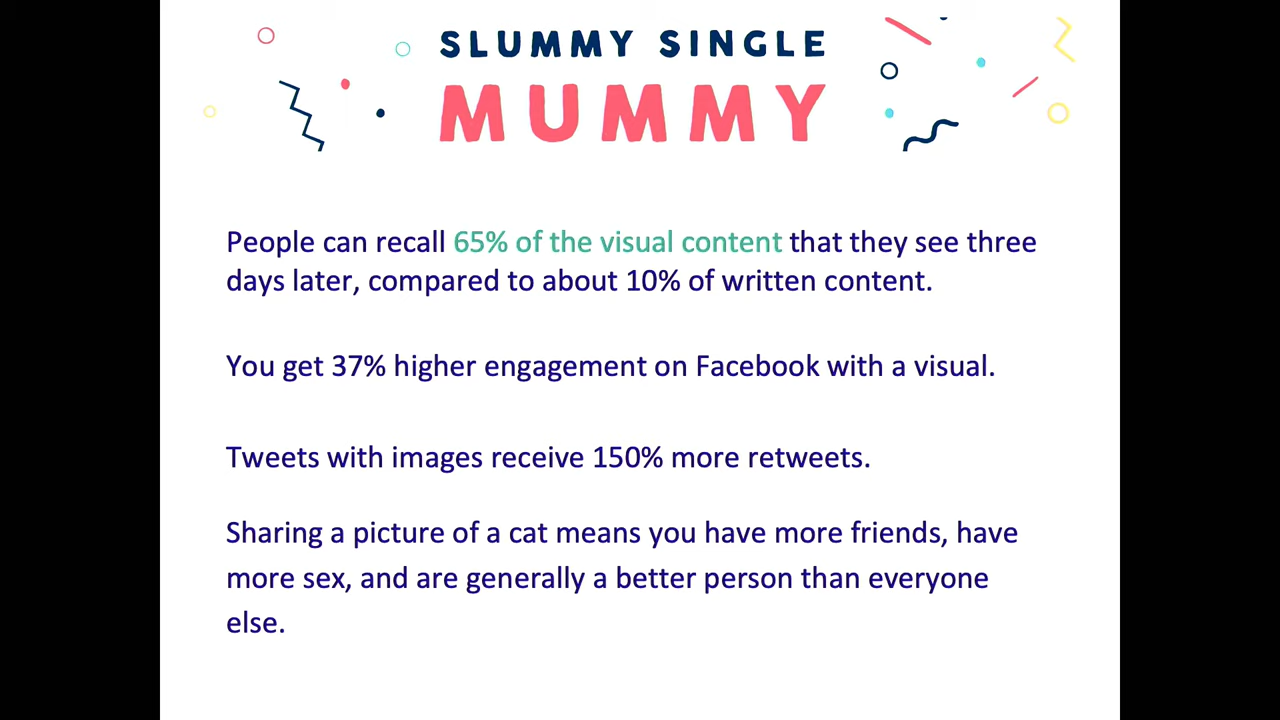 SLUMMY SINGLE
MUMMY
People can recall 65% of the visual content that they see three
days later, compared to about 10% of written content.
You get 37% higher engagement on Facebook with a visual.
Tweets with images receive 150% more retweets.
Sharing a picture of a cat means you have more friends, have
more sex, and are generally a better person than everyone
else.